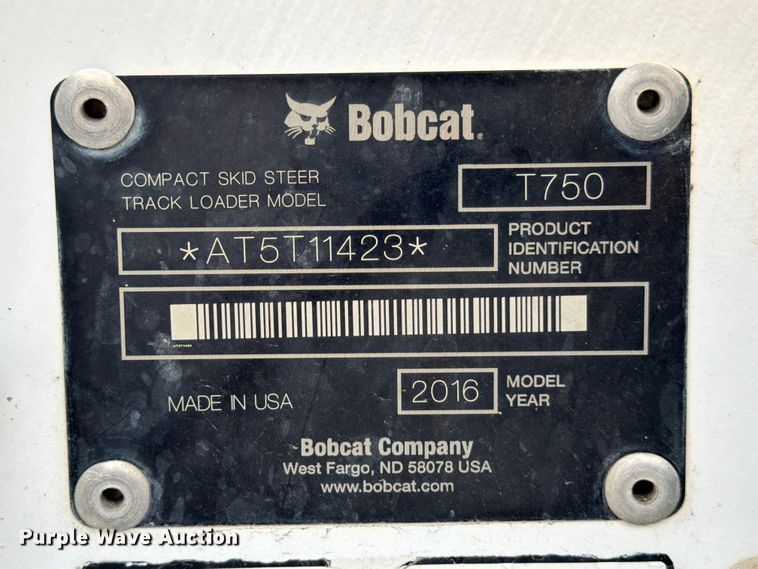 Bobcat.
COMPACT SKID STEER
TRACK LOADER MODEL
T750
*AT5T11423*
PRODUCT
IDENTIFICATION
NUMBER
MADE IN USA
2016
MODEL
YEAR
Bobcat Company
West Fargo, ND 58078 USA
www.bobcat.com
Purple Wave Auction